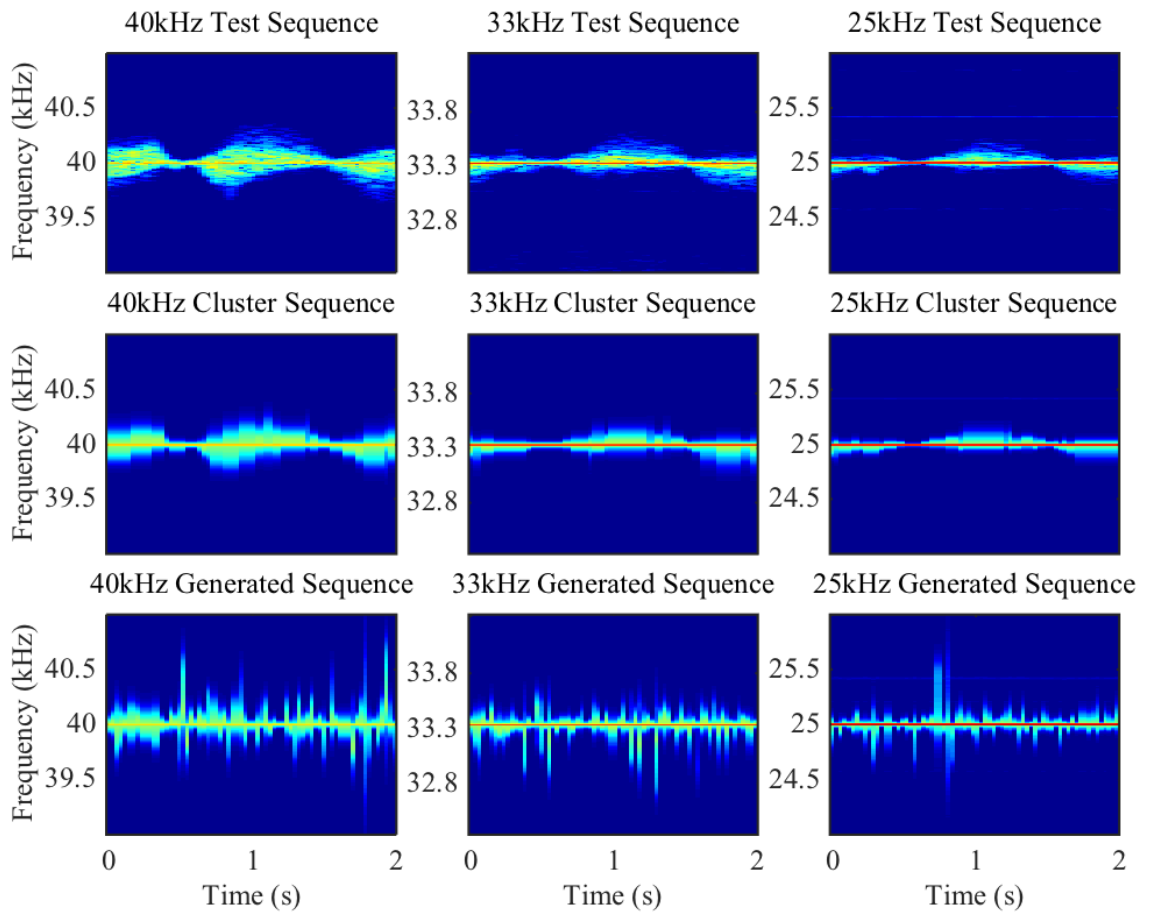 40kHz Test Sequence
33kHz Test Sequence
25kHz Test Sequence
Frequency (kHz)
40.5
40
39.5
33.8
33.3
32.8
25.5
25
24.5
40kHz Cluster Sequence
33kHz Cluster Sequence
25kHz Cluster Sequence
Frequency (kHz)
40.5
40
39.5
33.8
33.3
32.8
25.5
25
24.5
40kHz Generated Sequence
33kHz Generated Sequence
25kHz Generated Sequence
Frequency (kHz)
40.5
40
39.5
33.8
33.3
32.8
25.5
25
24.5
0 1 2
Time (s)
0 1 2
Time (s)
0 1 2
Time (s)